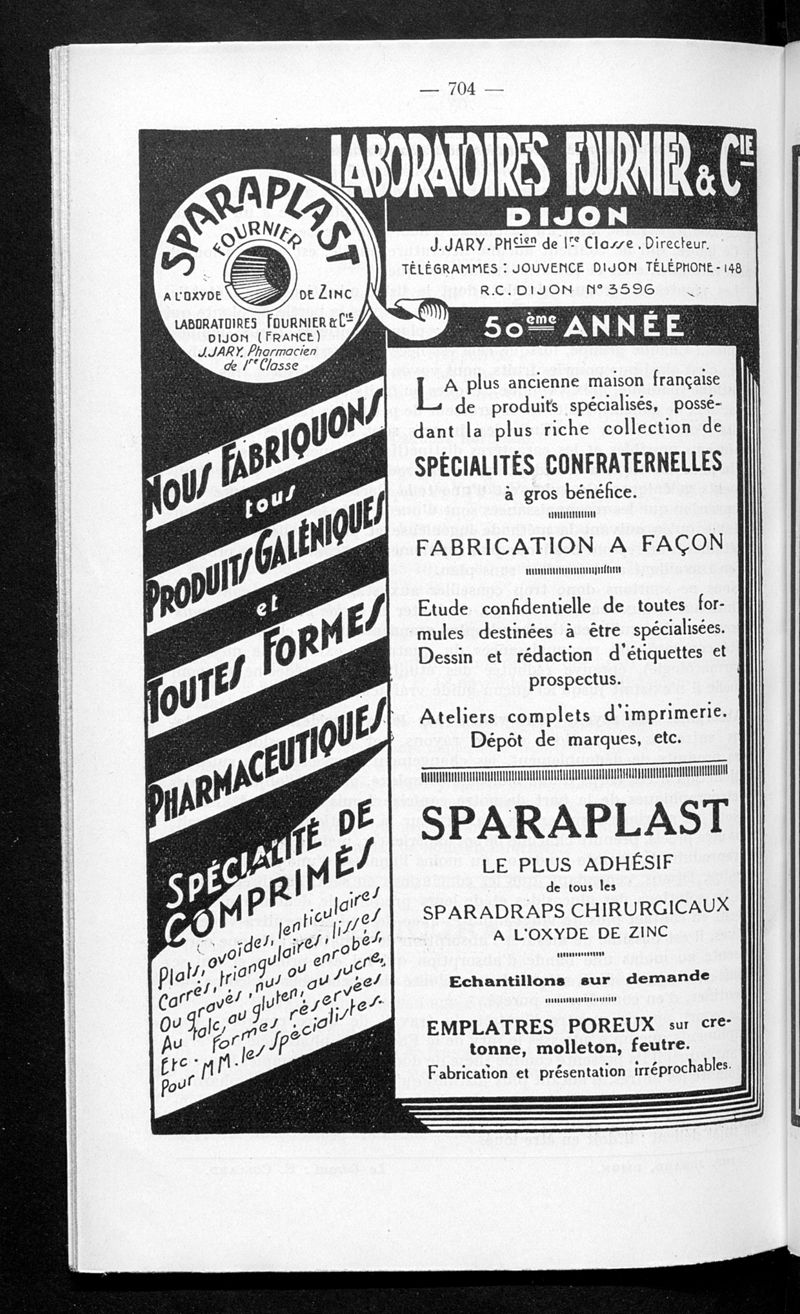 — 704 —
LABORATOIRES FOURNIER & CIE
DIJON
J. JARY. PHcien de 1re Classe. Directeur.
TÉLÉGRAMMES : JOUVENCE DIJON TÉLÉPHONE - 148
R.C. DIJON N° 3596
50ème ANNÉE
SPARAPLAST
FOURNIER
A L'OXYDE DE ZINC
LABORATOIRES FOURNIER & Cie
DIJON (FRANCE)
J. JARY. Pharmacien
de 1re Classe
NOUS FABRIQUONS
tous
PRODUITS GALÉNIQUES
et
TOUTES FORMES
PHARMACEUTIQUES
SPÉCIALITÉ DE
COMPRIMÉS
Plats, ovoïdes, lenticulaires
Carrés, triangulaires, lisses
Ou gravés, nus ou enrobés,
Au talc, au gluten, au sucre,
Etc. Formes réservées
Pour MM. les Spécialistes.
LA plus ancienne maison française
de produits spécialisés, possé-
dant la plus riche collection de
SPÉCIALITÉS CONFRATERNELLES
à gros bénéfice.
FABRICATION A FAÇON
Etude confidentielle de toutes for-
mules destinées à être spécialisées.
Dessin et rédaction d'étiquettes et
prospectus.
Ateliers complets d'imprimerie.
Dépôt de marques, etc.
SPARAPLAST
LE PLUS ADHÉSIF
de tous les
SPARADRAPS CHIRURGICAUX
A L'OXYDE DE ZINC
Echantillons sur demande
EMPLATRES POREUX sur cre-
tonne, molleton, feutre.
Fabrication et présentation irréprochables.